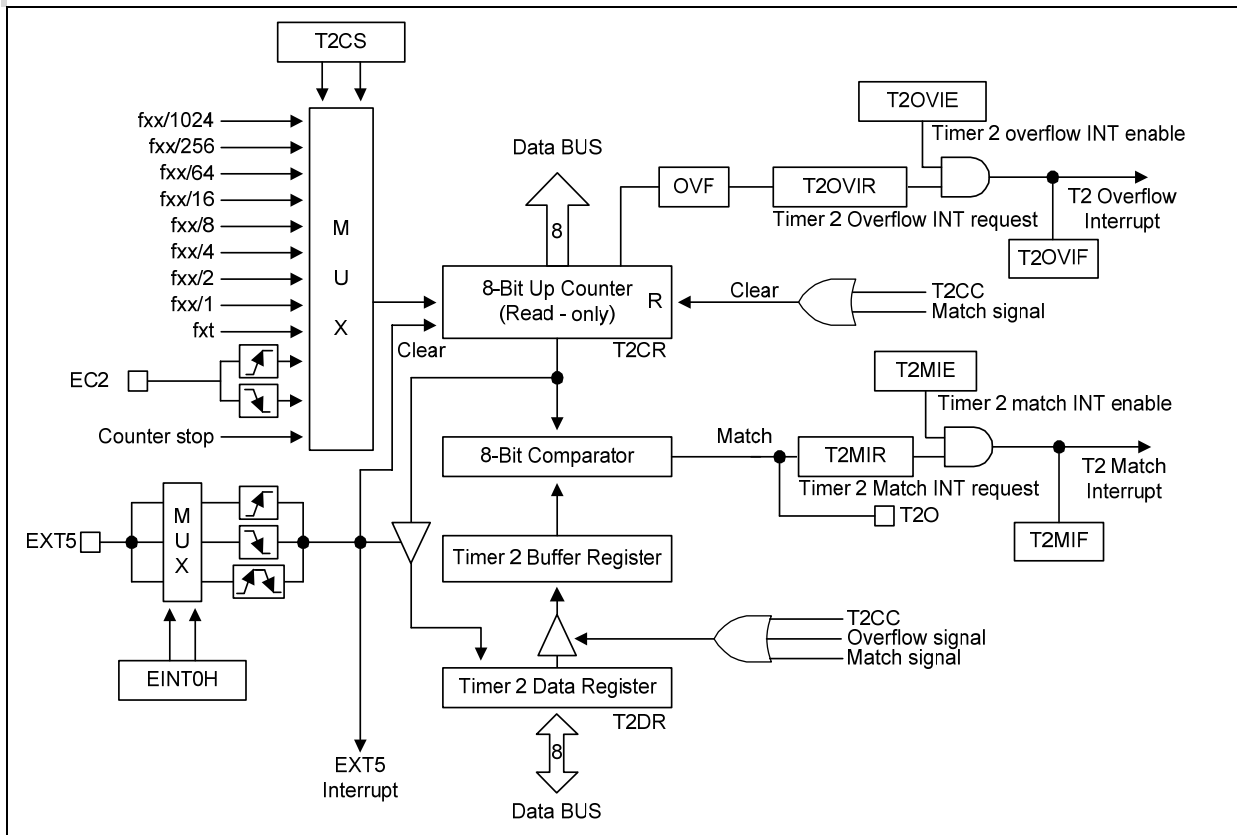 T2CS
fxx/1024
fxx/256
fxx/64
fxx/16
fxx/8
fxx/4
fxx/2
fxx/1
fxt
EC2
Counter stop
M
U
X
Data BUS
8
8-Bit Up Counter
(Read - only)
R
T2CR
Clear
OVF
T2OVIR
Timer 2 Overflow INT request
T2OVIE
Timer 2 overflow INT enable
T2 Overflow
Interrupt
T2OVIF
Clear
T2CC
Match signal
8-Bit Comparator
Match
T2MIR
Timer 2 Match INT request
T2MIE
Timer 2 match INT enable
T2 Match
Interrupt
T2MIF
T2O
EXT5
M
U
X
EINT0H
EXT5
Interrupt
Timer 2 Buffer Register
T2CC
Overflow signal
Match signal
Timer 2 Data Register
T2DR
8
Data BUS